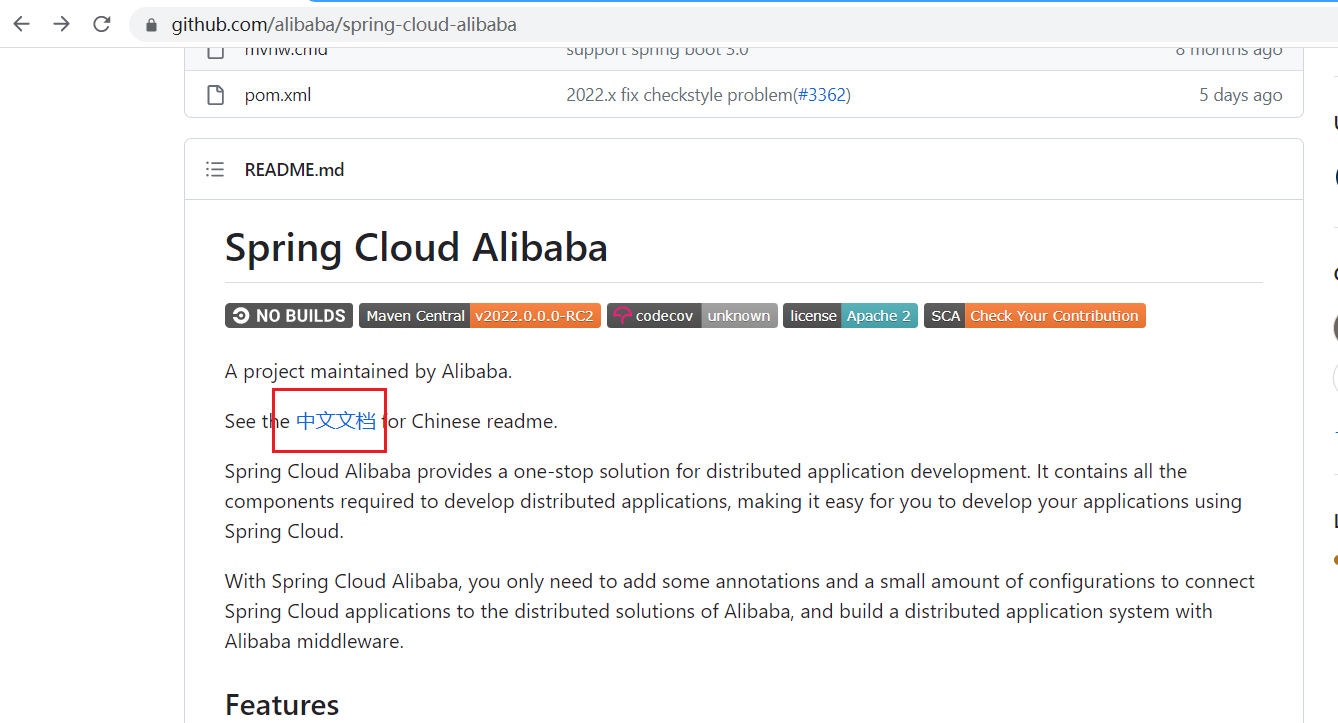 github.com/alibaba/spring-cloud-alibaba
mvnw.cmd support spring boot 3.0 8 months ago
pom.xml 2022.x fix checkstyle problem(#3362) 5 days ago
README.md
Spring Cloud Alibaba
NO BUILDS Maven Central v2022.0.0.0-RC2 codecov unknown license Apache 2 SCA Check Your Contribution
A project maintained by Alibaba.
See the 中文文档 for Chinese readme.
Spring Cloud Alibaba provides a one-stop solution for distributed application development. It contains all the
components required to develop distributed applications, making it easy for you to develop your applications using
Spring Cloud.
With Spring Cloud Alibaba, you only need to add some annotations and a small amount of configurations to connect
Spring Cloud applications to the distributed solutions of Alibaba, and build a distributed application system with
Alibaba middleware.
Features